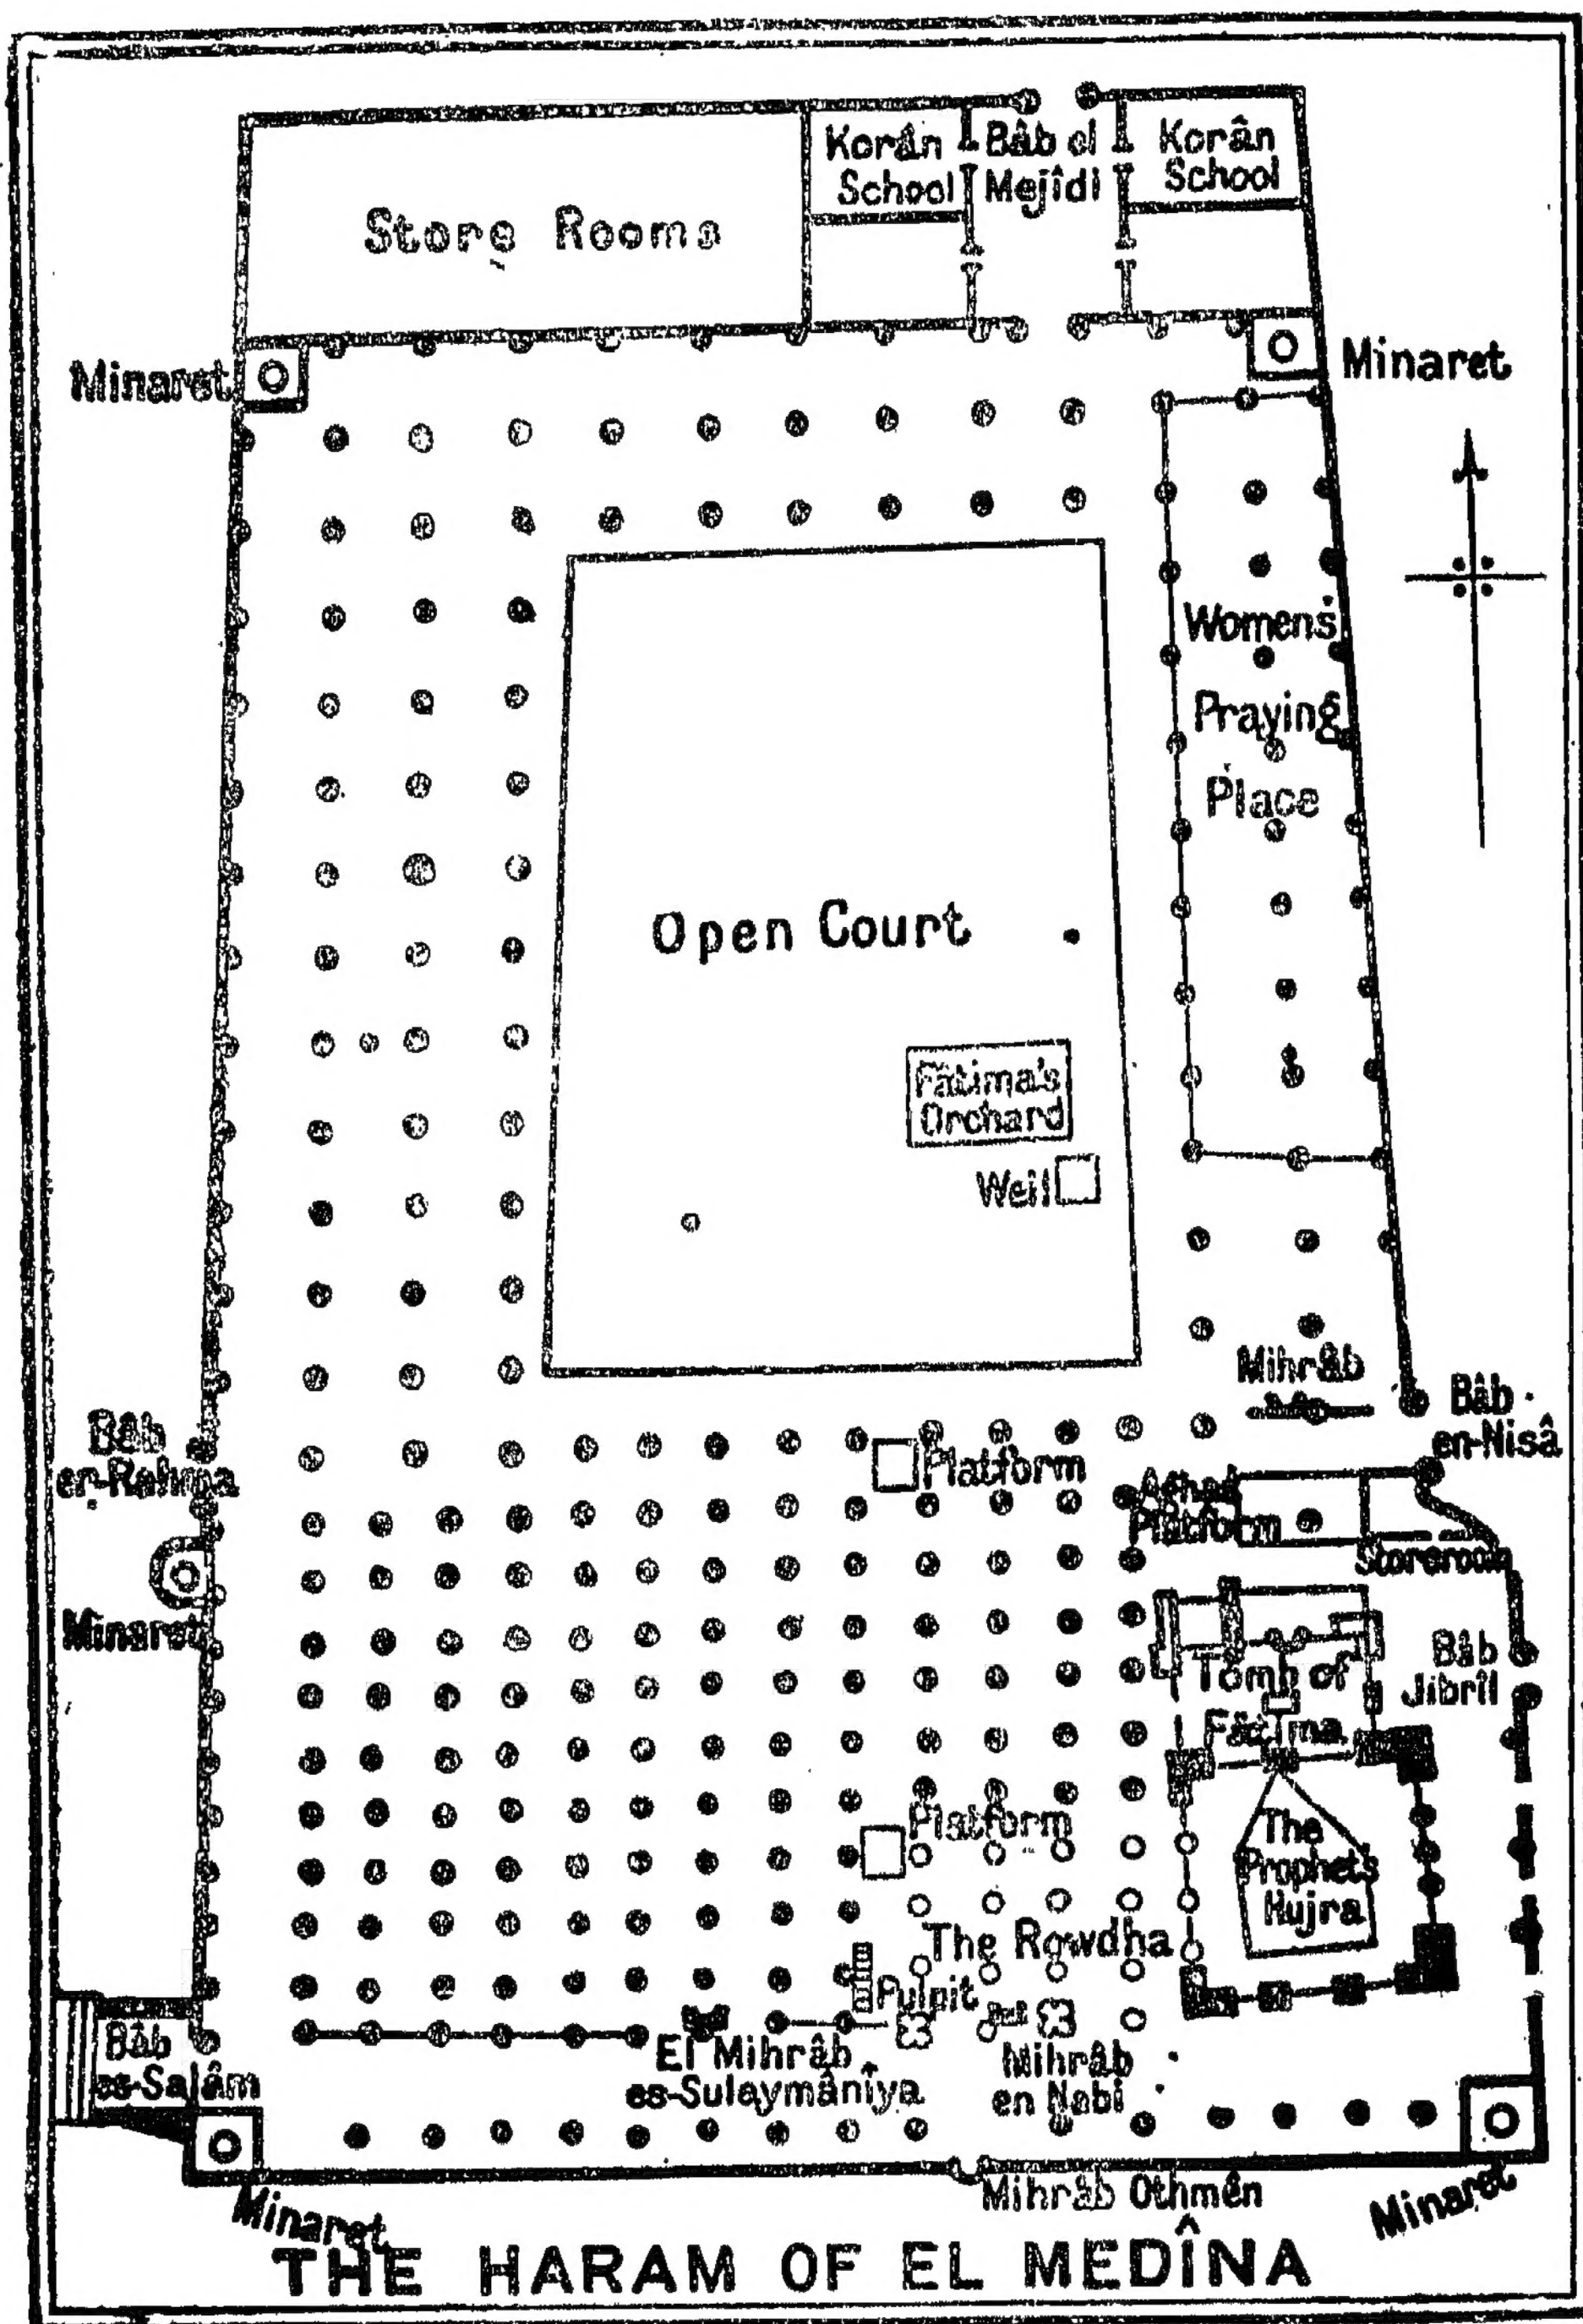 Korân
School
Bâb el
Mejîdi
Korân
School
Store Rooms
Minaret
Minaret
Womens'
Praying
Place
Open Court
Fâtima's
Orchard
Well
Mihrâb
Bâb
en-Nisâ
Bâb
er-Rahma
Platform
Platform
Storeroom
Minaret
Tomb of
Fâtima
Bâb
Jibrîl
Platform
The
Prophet's
Hujra
The Rowdha
Pulpit
Bâb
es-Salâm
El Mihrâb
es-Sulaymânîya
Mihrâb
en Nabi
Mihrâb Othmên
Minaret
Minaret
THE HARAM OF EL MEDÎNA